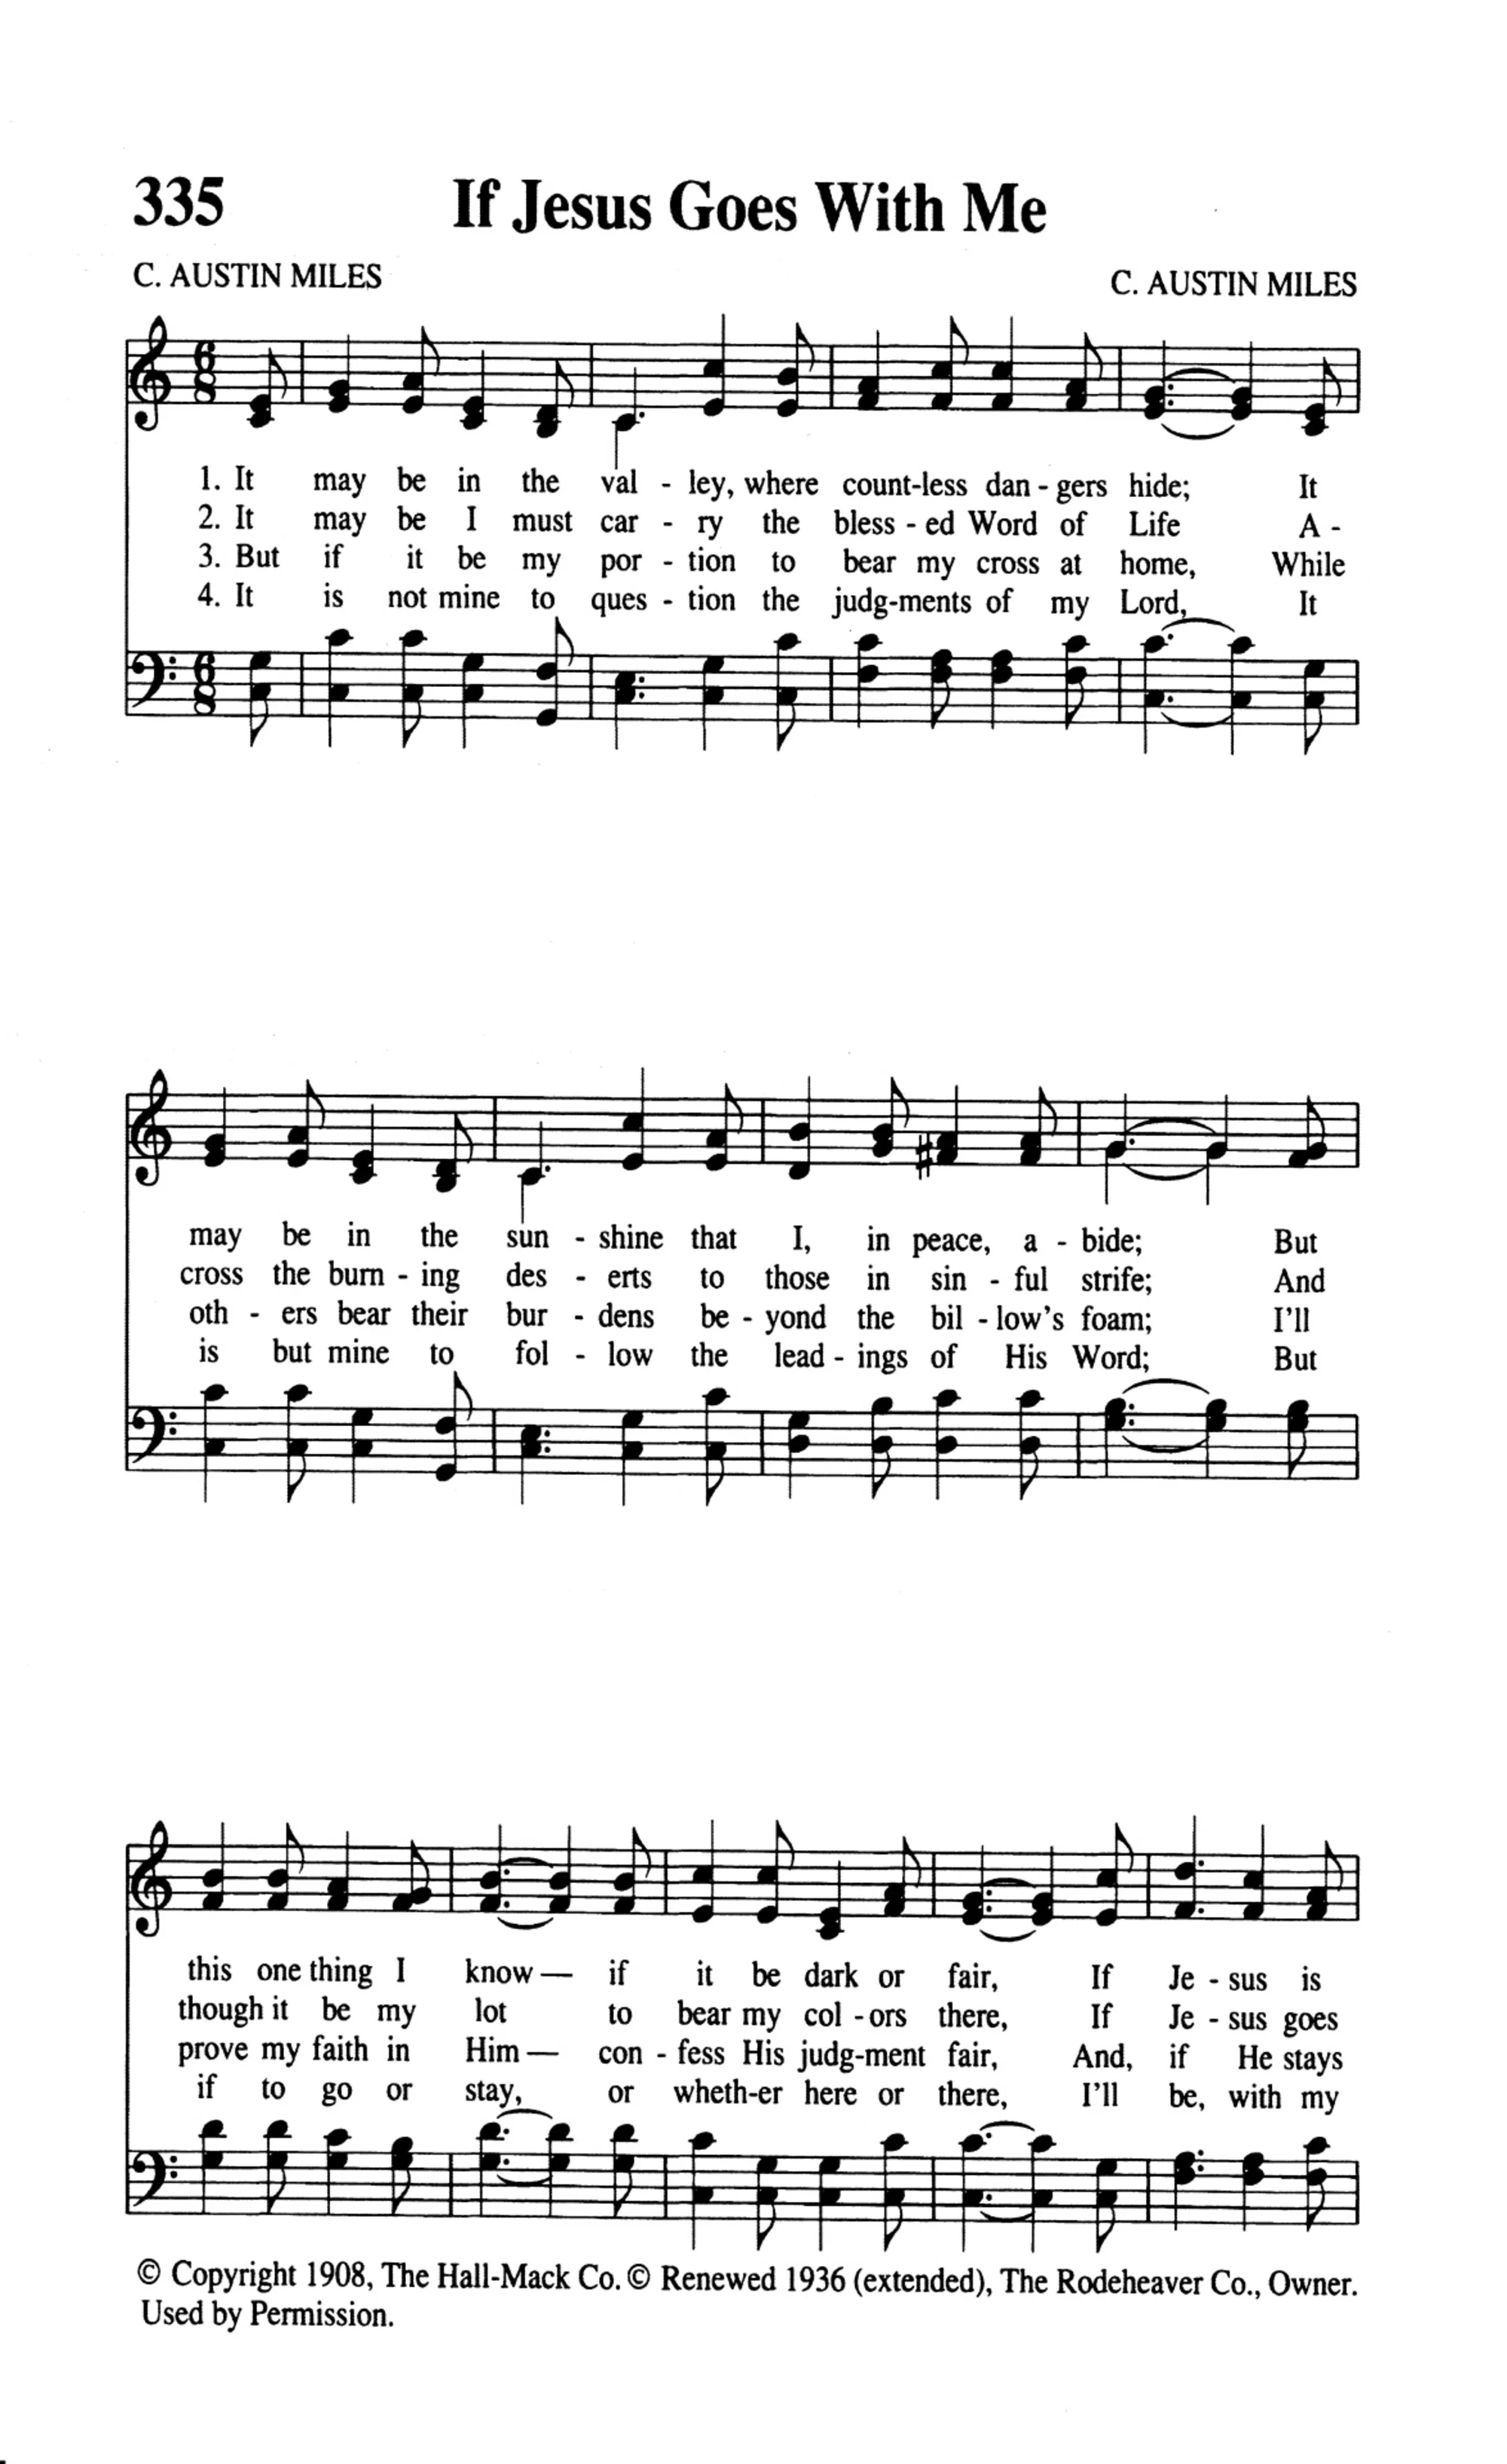 335 If Jesus Goes With Me
C. AUSTIN MILES C. AUSTIN MILES
1. It may be in the val - ley, where count-less dan - gers hide; It
2. It may be I must car - ry the bless - ed Word of Life A -
3. But if it be my por - tion to bear my cross at home, While
4. It is not mine to ques - tion the judg-ments of my Lord, It
may be in the sun - shine that I, in peace, a - bide; But
cross the burn - ing des - erts to those in sin - ful strife; And
oth - ers bear their bur - dens be - yond the bil - low's foam; I'll
is but mine to fol - low the lead - ings of His Word; But
this one thing I know— if it be dark or fair, If Je - sus is
though it be my lot to bear my col - ors there, If Je - sus goes
prove my faith in Him— con - fess His judg-ment fair, And, if He stays
if to go or stay, or wheth-er here or there, I'll be, with my
© Copyright 1908, The Hall-Mack Co. © Renewed 1936 (extended), The Rodeheaver Co., Owner.
Used by Permission.